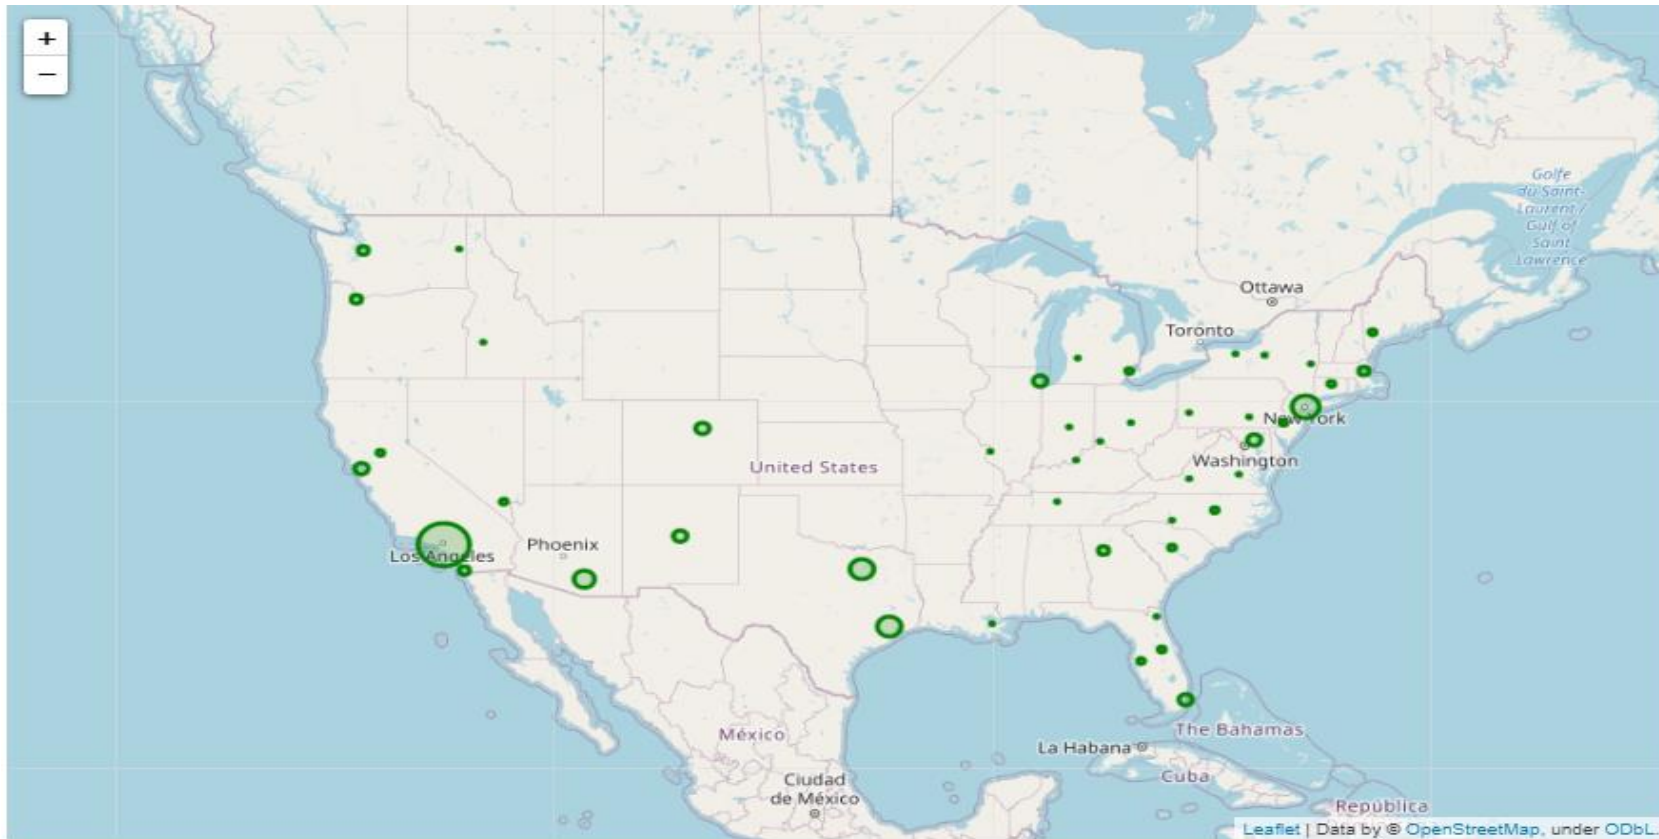 +
−
Golfe
du Saint-
Laurent /
Gulf of
Saint
Lawrence
Ottawa
Toronto
New York
Washington
United States
Phoenix
Los Angeles
México
The Bahamas
La Habana
Cuba
Ciudad
de México
República
Leaflet | Data by © OpenStreetMap, under ODbL.